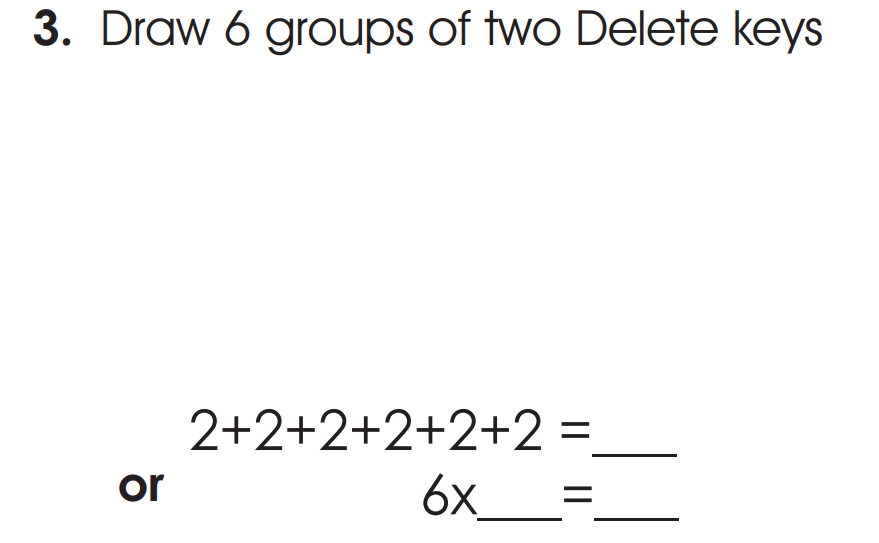 3. Draw 6 groups of two Delete keys
2+2+2+2+2+2 =___
or 6x___=___